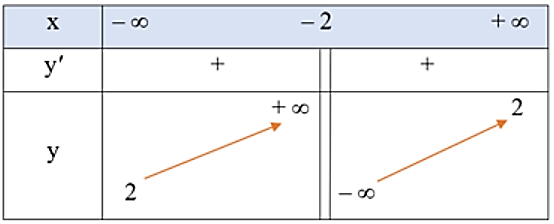 x − ∞ − 2 + ∞
y′ + +
+ ∞ 2
y
2 − ∞